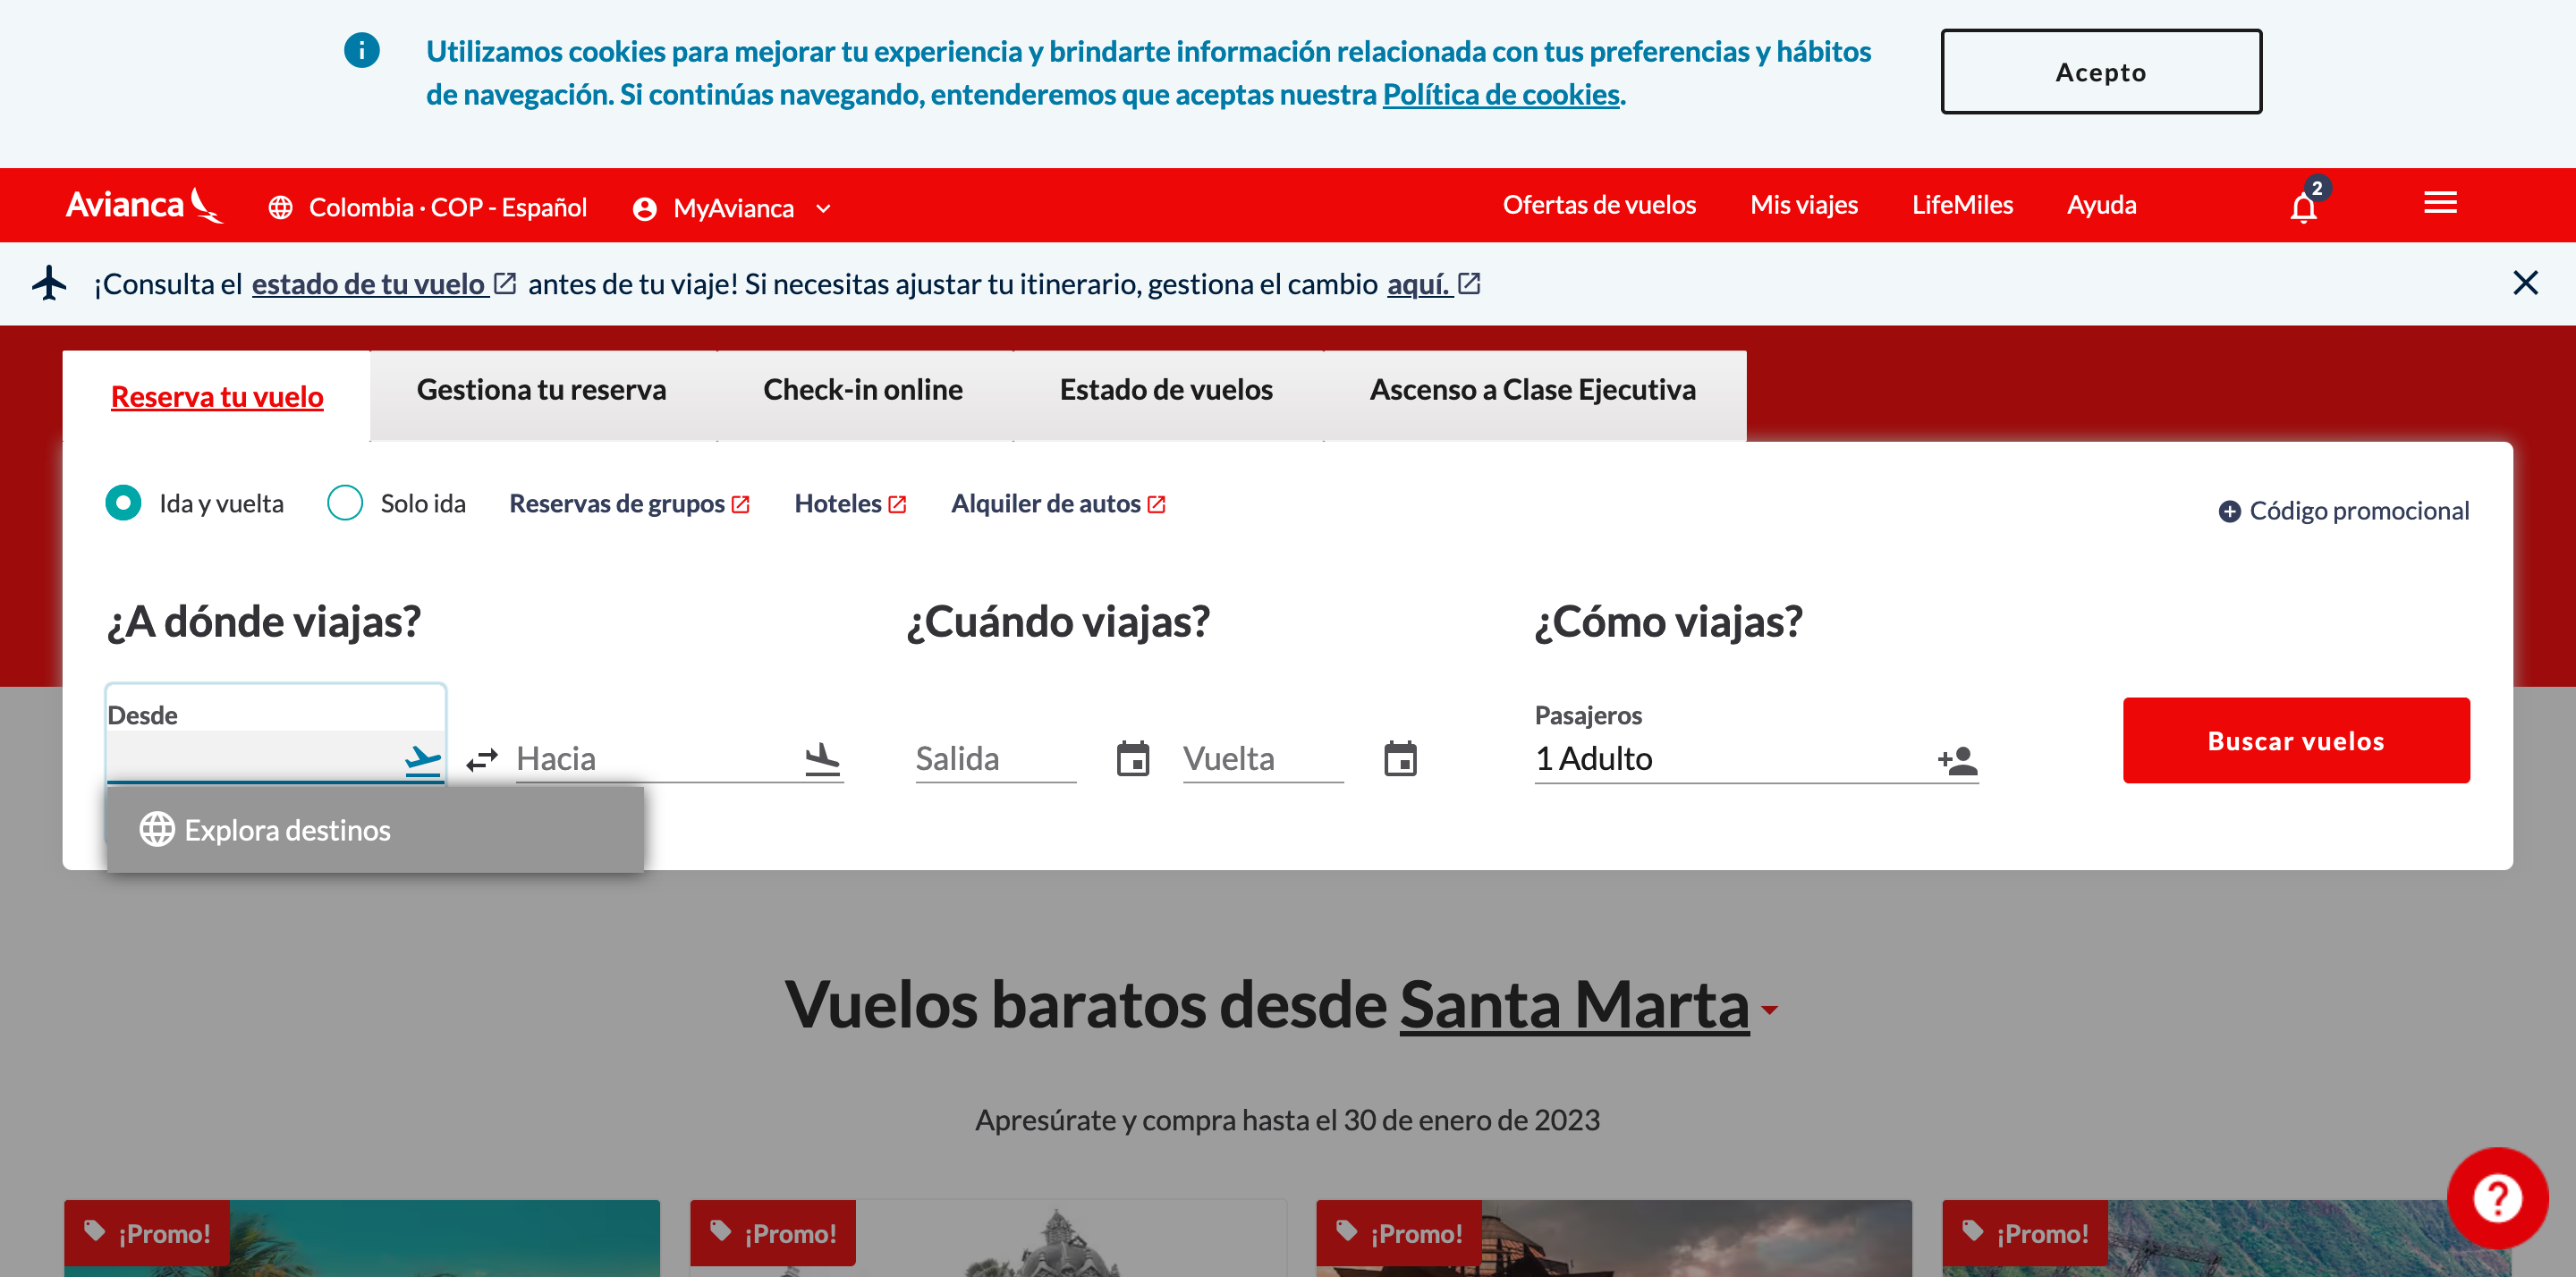 Utilizamos cookies para mejorar tu experiencia y brindarte información relacionada con tus preferencias y hábitos
de navegación. Si continúas navegando, entenderemos que aceptas nuestra Política de cookies.
Acepto
Avianca
Colombia · COP - Español
MyAvianca
Ofertas de vuelos
Mis viajes
LifeMiles
Ayuda
2
¡Consulta el estado de tu vuelo antes de tu viaje! Si necesitas ajustar tu itinerario, gestiona el cambio aquí.
Reserva tu vuelo
Gestiona tu reserva
Check-in online
Estado de vuelos
Ascenso a Clase Ejecutiva
Ida y vuelta
Solo ida
Reservas de grupos
Hoteles
Alquiler de autos
Código promocional
¿A dónde viajas?
¿Cuándo viajas?
¿Cómo viajas?
Desde
Hacia
Salida
Vuelta
Pasajeros
1 Adulto
Buscar vuelos
Explora destinos
Vuelos baratos desde Santa Marta
Apresúrate y compra hasta el 30 de enero de 2023
¡Promo!
¡Promo!
¡Promo!
¡Promo!